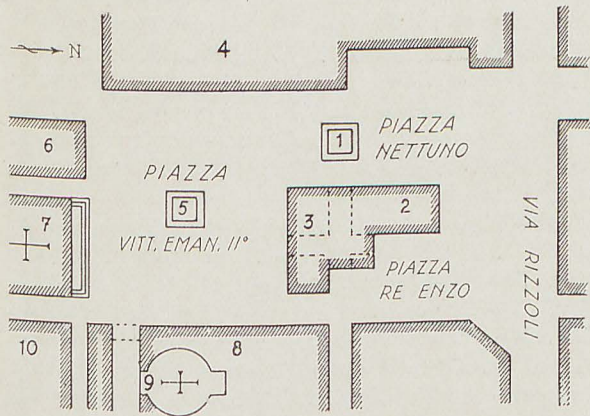 N
4
6
1
PIAZZA
NETTUNO
PIAZZA
5
VITT. EMAN. II°
7
3
2
PIAZZA
RE ENZO
VIA RIZZOLI
10
9
8